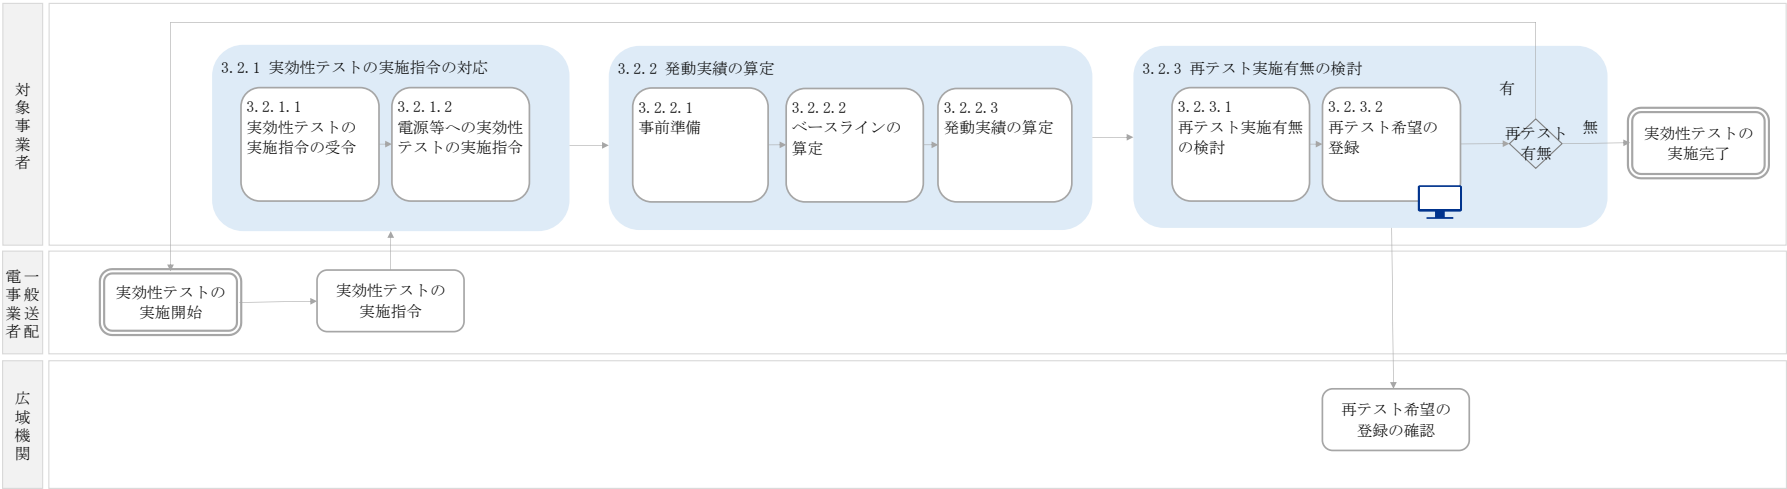 対象事業者
3.2.1 実効性テストの実施指令の対応
3.2.1.1
実効性テストの
実施指令の受令
3.2.1.2
電源等への実効性
テストの実施指令
3.2.2 発動実績の算定
3.2.2.1
事前準備
3.2.2.2
ベースラインの
算定
3.2.2.3
発動実績の算定
3.2.3 再テスト実施有無の検討
3.2.3.1
再テスト実施有無
の検討
3.2.3.2
再テスト希望の
登録
有
再テスト
有無
無
実効性テストの
実施完了
一般送配
電事業者
実効性テストの
実施開始
実効性テストの
実施指令
広域機関
再テスト希望の
登録の確認